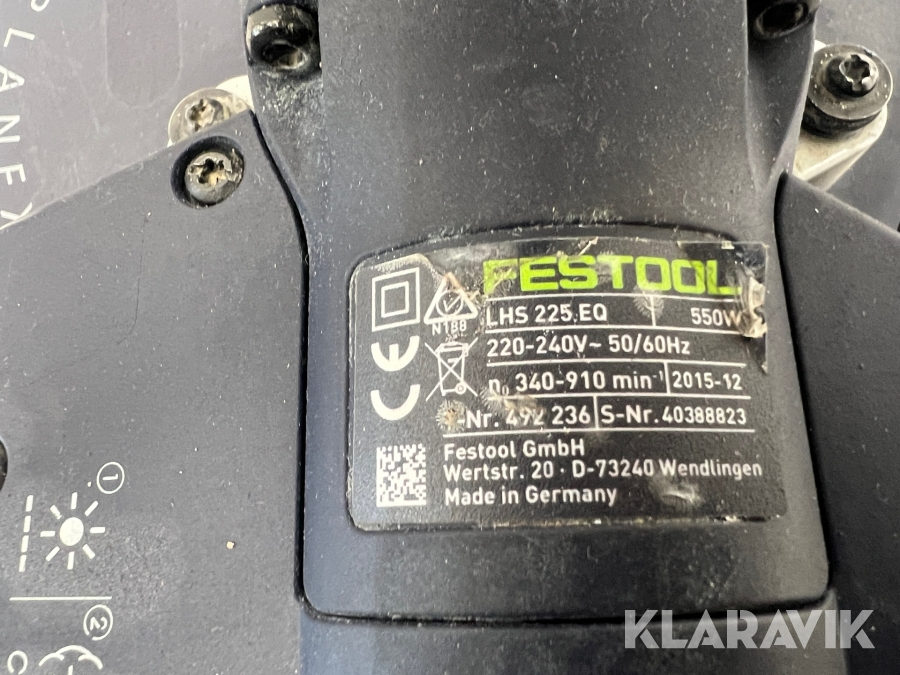 PLANEX
FESTOOL
N188
LHS 225 EQ 550W
220-240V~ 50/60Hz
n₀ 340-910 min⁻¹ 2015-12
-Nr. 492 236 S-Nr. 40388823
Festool GmbH
Wertstr. 20 · D-73240 Wendlingen
Made in Germany
1
2
KLARAVIK